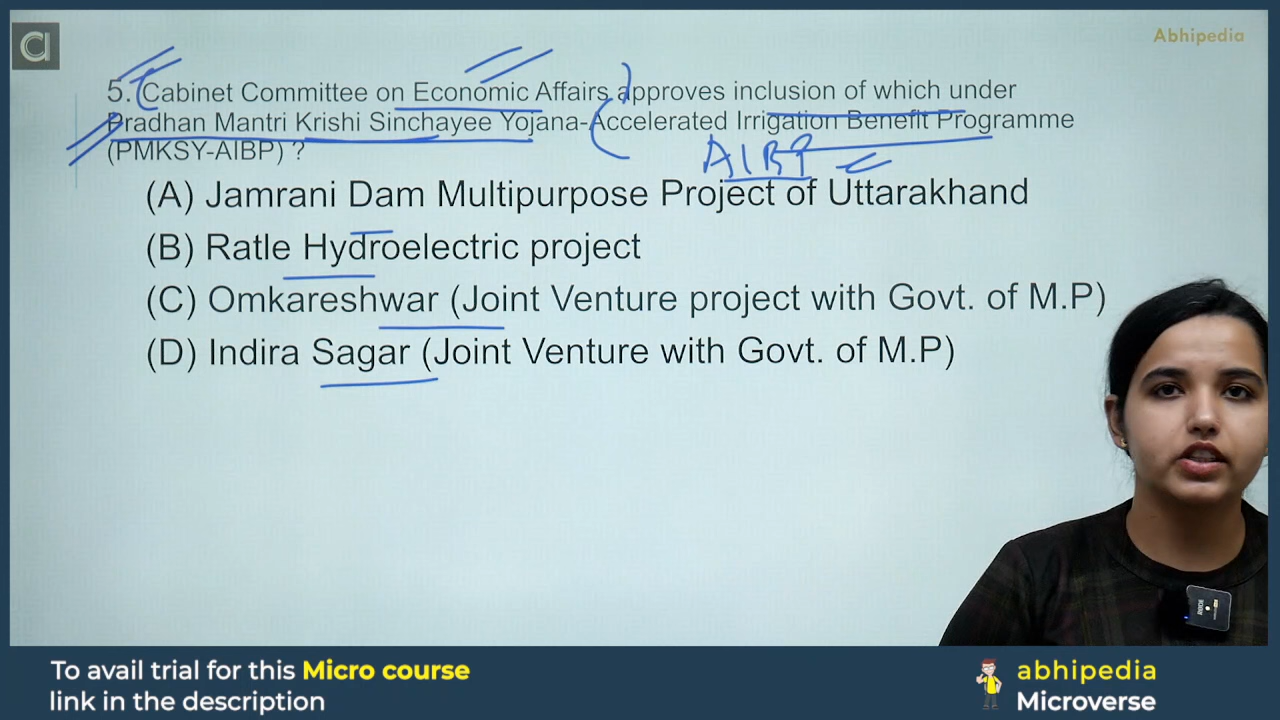 Abhipedia
5. Cabinet Committee on Economic Affairs approves inclusion of which under
Pradhan Mantri Krishi Sinchayee Yojana-Accelerated Irrigation Benefit Programme
(PMKSY-AIBP) ?
AIBP
(A) Jamrani Dam Multipurpose Project of Uttarakhand
(B) Ratle Hydroelectric project
(C) Omkareshwar (Joint Venture project with Govt. of M.P)
(D) Indira Sagar (Joint Venture with Govt. of M.P)
To avail trial for this Micro course
link in the description
abhipedia
Microverse